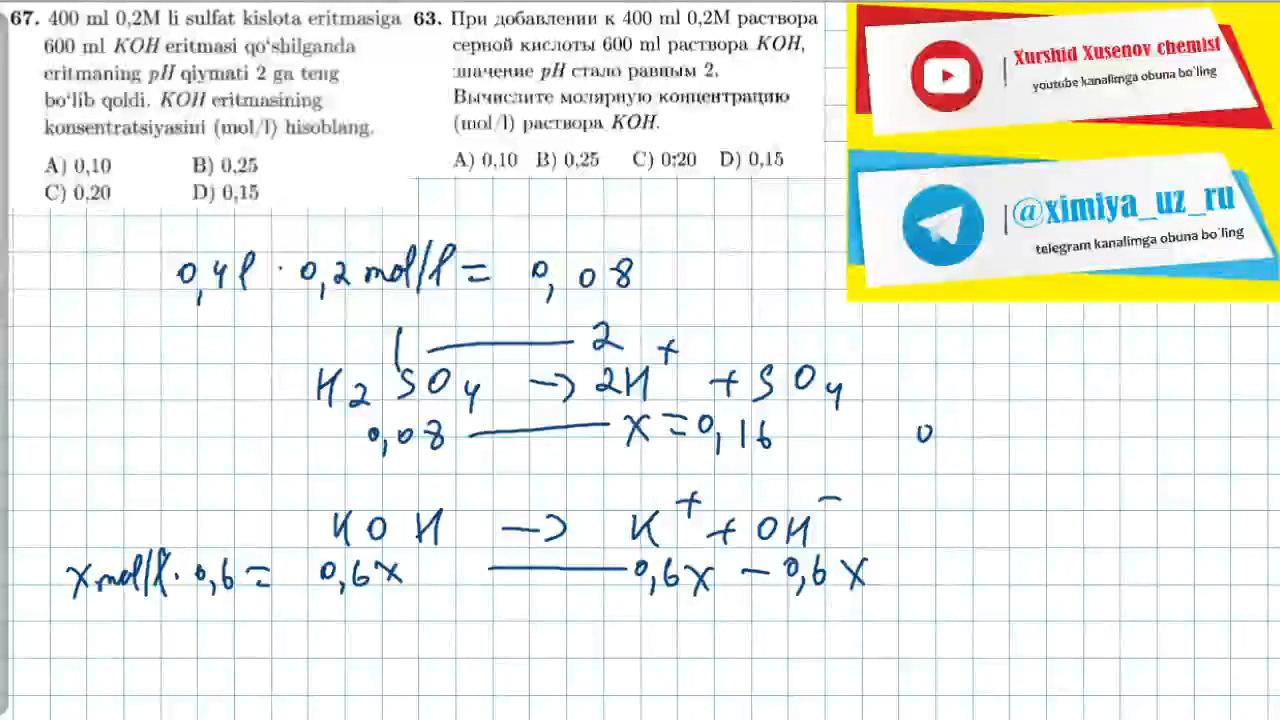 67. 400 ml 0,2M li sulfat kislota eritmasiga
600 ml KOH eritmasi qo‘shilganda
eritmaning pH qiymati 2 ga teng
bo‘lib qoldi. KOH eritmasining
konsentratsiyasini (mol/l) hisoblang.
A) 0,10 B) 0,25
C) 0,20 D) 0,15
63. При добавлении к 400 ml 0,2M раствора
серной кислоты 600 ml раствора KOH,
значение pH стало равным 2.
Вычислите молярную концентрацию
(mol/l) раствора KOH.
A) 0,10 B) 0,25 C) 0:20 D) 0,15
Xurshid Xusenov chemist
youtube kanalimga obuna bo`ling
@ximiya_uz_ru
telegram kanalimga obuna bo`ling
0,4l · 0,2 mol/l = 0,08
1 — 2
H2SO4 → 2H+ + SO4
0,08 — x = 0,16 0
KOH → K+ + OH−
x mol/l · 0,6 = 0,6x — 0,6x — 0,6x